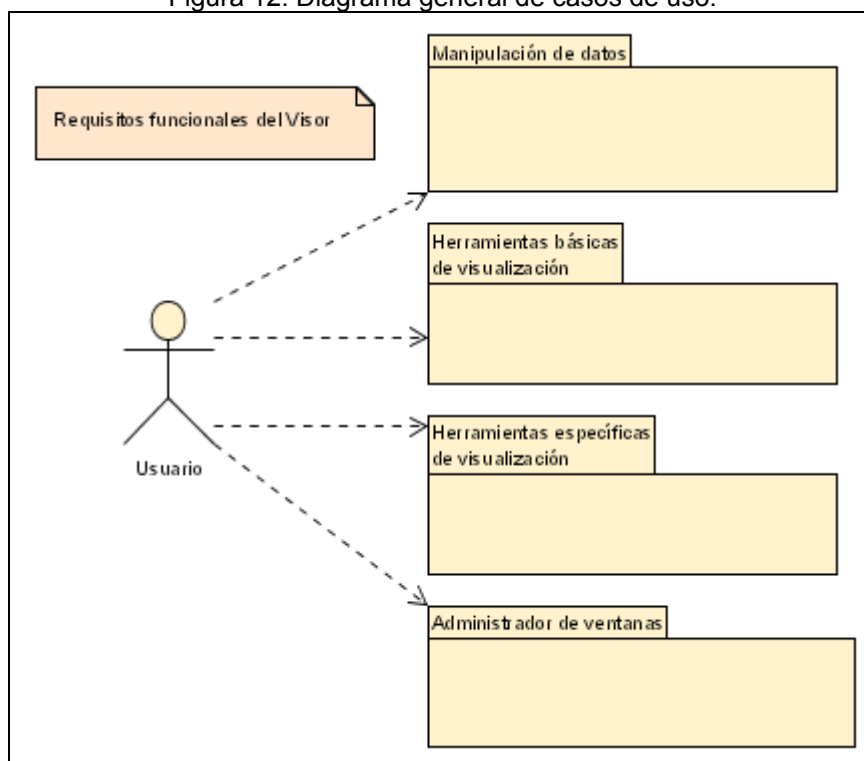 Figura 12. Diagrama general de casos de uso.
Manipulación de datos
Requisitos funcionales del Visor
Herramientas básicas
de visualización
Herramientas específicas
de visualización
Usuario
Administrador de ventanas